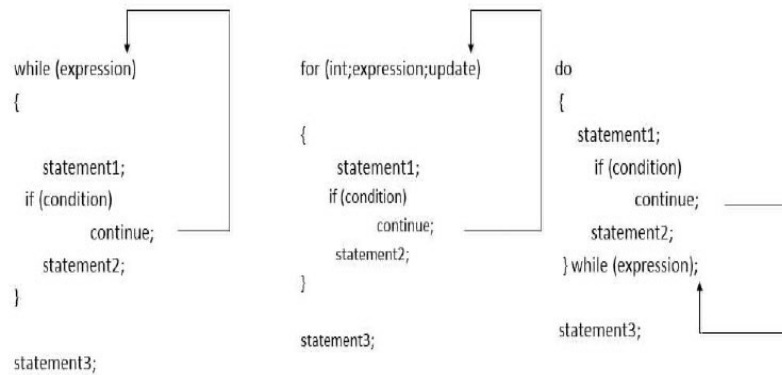 while (expression)
{
statement1;
if (condition)
continue;
statement2;
}
statement3;
for (int;expression;update)
{
statement1;
if (condition)
continue;
statement2;
}
statement3;
do
{
statement1;
if (condition)
continue;
statement2;
} while (expression);
statement3;